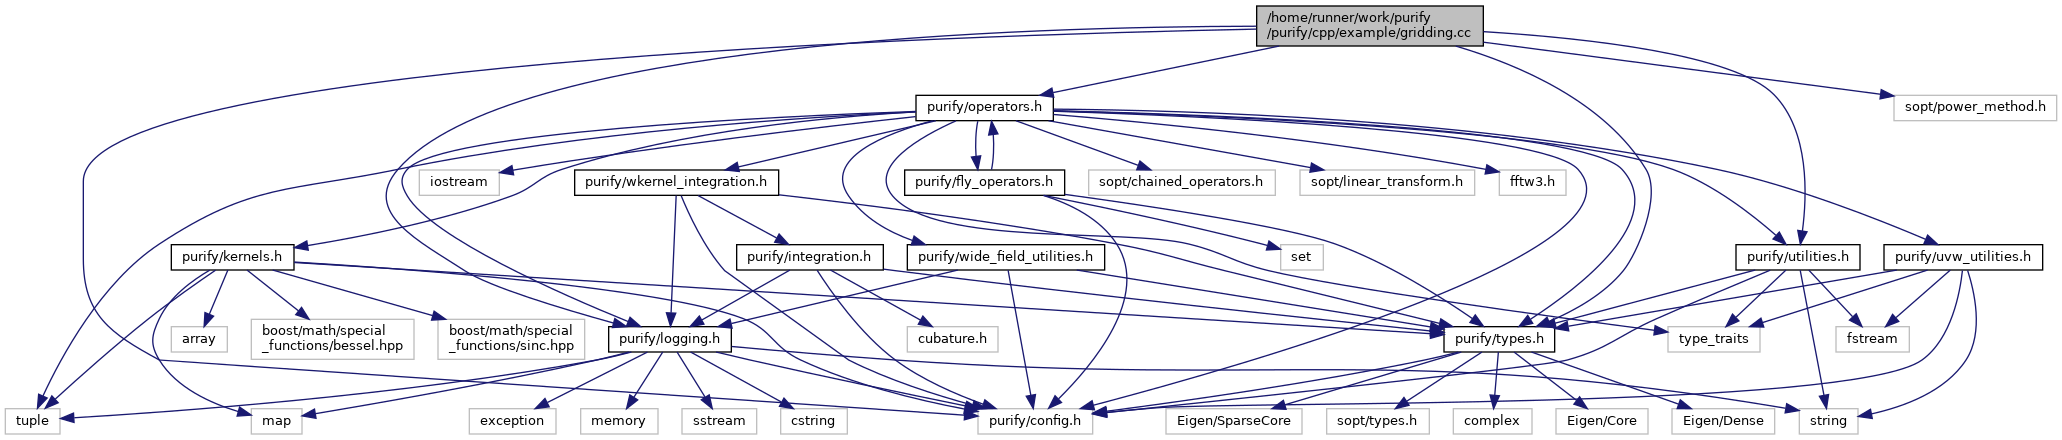 /home/runner/work/purify
/purify/cpp/example/gridding.cc
purify/operators.h
sopt/power_method.h
iostream
purify/wkernel_integration.h
purify/fly_operators.h
sopt/chained_operators.h
sopt/linear_transform.h
fftw3.h
purify/kernels.h
purify/integration.h
purify/wide_field_utilities.h
set
purify/utilities.h
purify/uvw_utilities.h
array
boost/math/special
_functions/bessel.hpp
boost/math/special
_functions/sinc.hpp
purify/logging.h
cubature.h
purify/types.h
type_traits
fstream
tuple
map
exception
memory
sstream
cstring
purify/config.h
Eigen/SparseCore
sopt/types.h
complex
Eigen/Core
Eigen/Dense
string